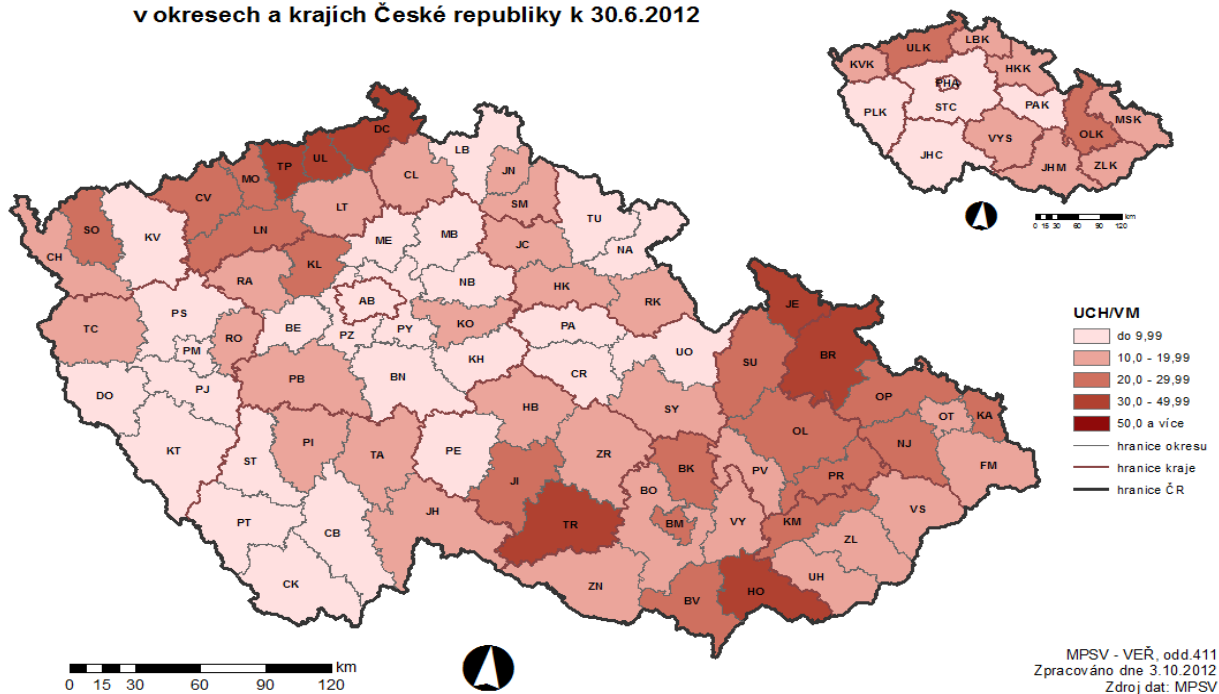 v okresech a krajích České republiky k 30.6.2012
ULK
LBK
KVK
HKK
PHA
STC
PLK
PAK
MSK
OLK
VYS
JHC
JHM
ZLK
km
0 15 30 60 90 120
DC
UL
TP
LB
MO
CL
JN
CV
LT
SM
TU
SO
KV
LN
ME
MB
JC
NA
CH
KL
RA
NB
HK
AB
RK
JE
PS
TC
RO
BE
PZ
PY
KO
PA
PM
KH
UO
SU
BR
PJ
PB
BN
CR
DO
OP
OT
KA
HB
SY
OL
NJ
KT
ST
PI
TA
PE
ZR
BK
PV
PR
FM
JI
BO
PT
CB
JH
TR
BM
VY
KM
VS
ZL
UH
CK
ZN
BV
HO
UCH/VM
do 9,99
10,0 - 19,99
20,0 - 29,99
30,0 - 49,99
50,0 a více
hranice okresu
hranice kraje
hranice ČR
km
0 15 30 60 90 120
MPSV - VEŘ, odd.411
Zpracováno dne 3.10.2012
Zdroj dat: MPSV